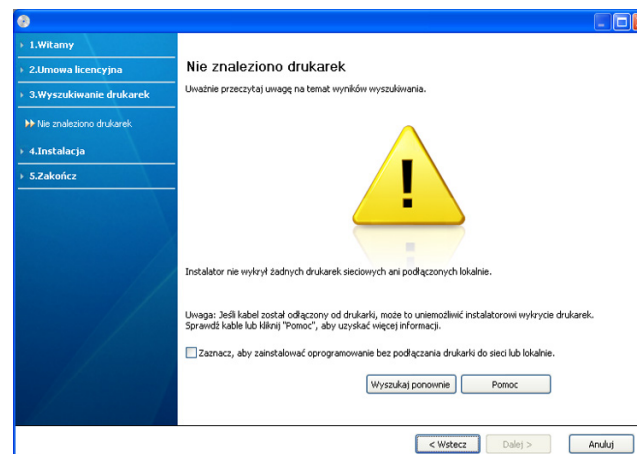 1.Witamy
2.Umowa licencyjna
3.Wyszukiwanie drukarek
Nie znaleziono drukarek
4.Instalacja
5.Zakończ
Nie znaleziono drukarek
Uważnie przeczytaj uwagę na temat wyników wyszukiwania.
Instalator nie wykrył żadnych drukarek sieciowych ani podłączonych lokalnie.
Uwaga: Jeśli kabel został odłączony od drukarki, może to uniemożliwić instalatorowi wykrycie drukarek.
Sprawdź kable lub kliknij "Pomoc", aby uzyskać więcej informacji.
Zaznacz, aby zainstalować oprogramowanie bez podłączania drukarki do sieci lub lokalnie.
Wyszukaj ponownie Pomoc
< Wstecz Dalej > Anuluj